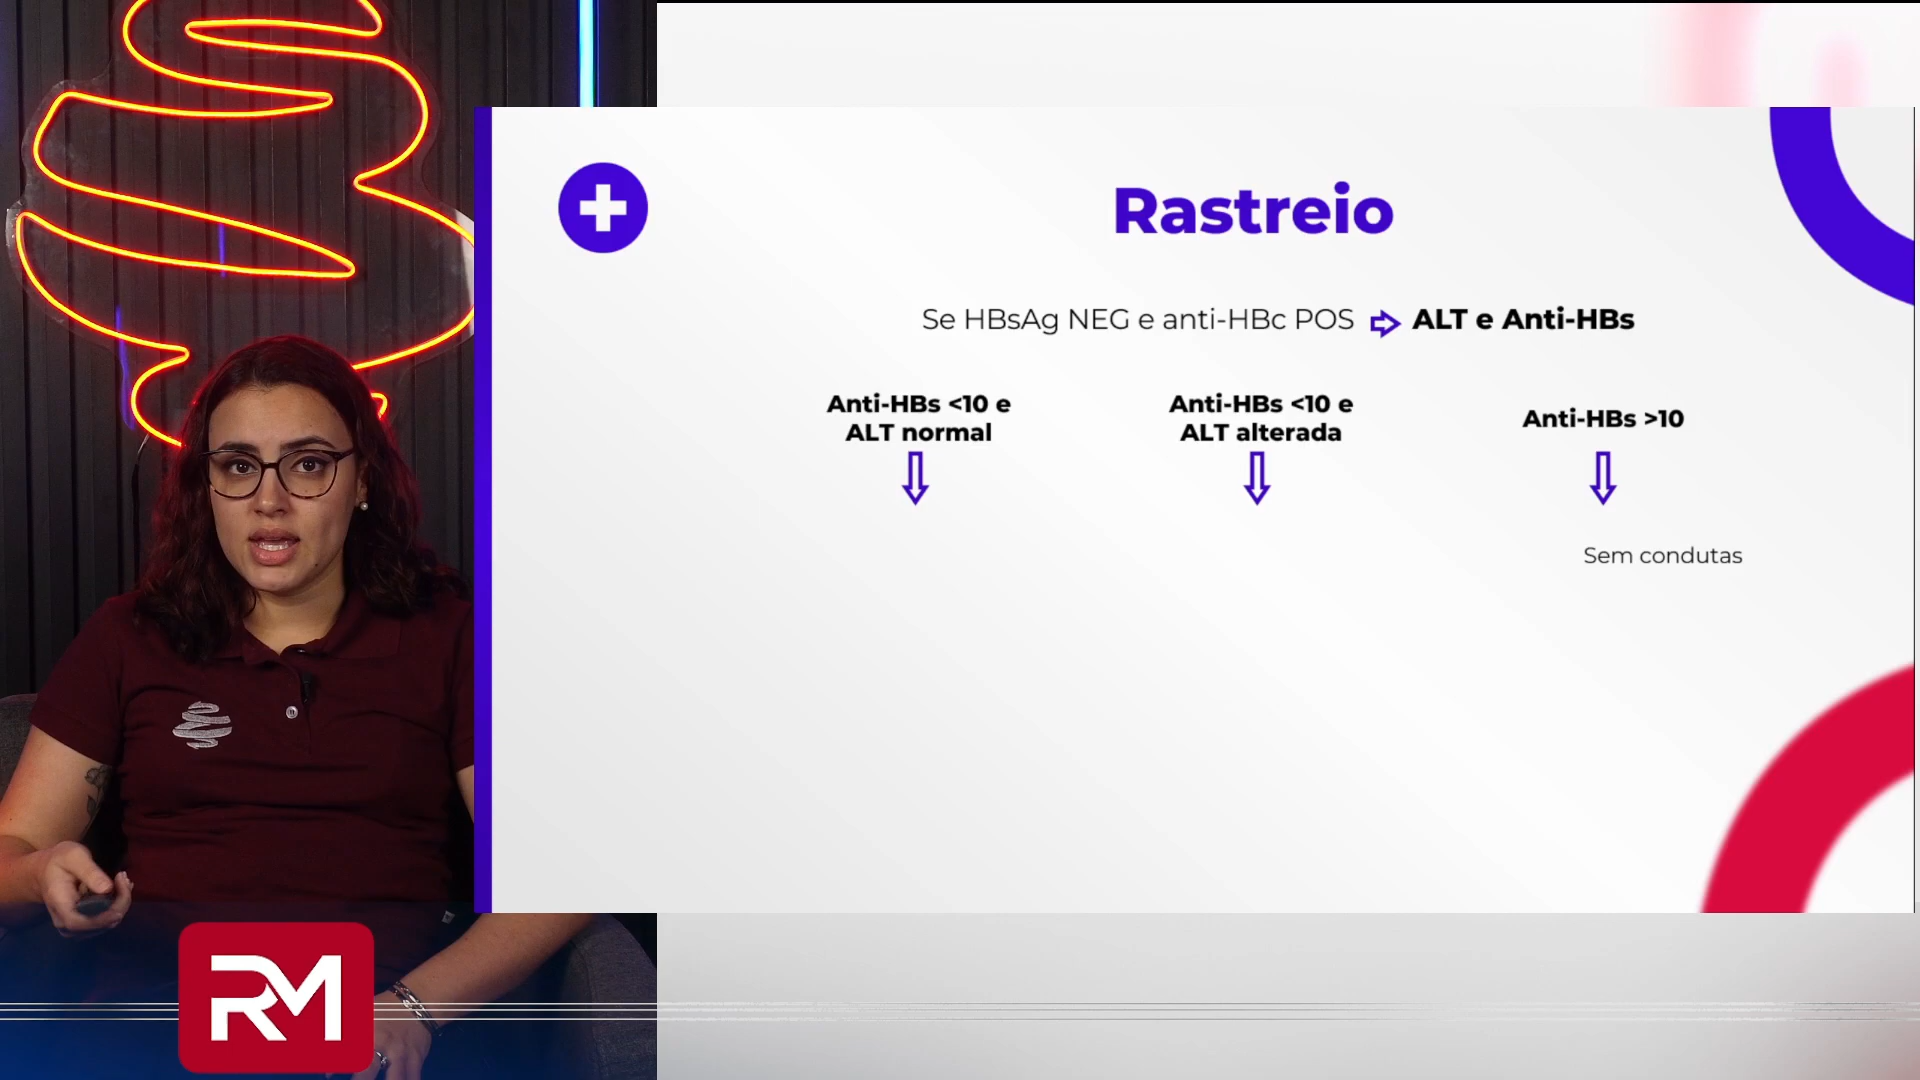 Rastreio
Se HBsAg NEG e anti-HBc POS ALT e Anti-HBs
Anti-HBs <10 e
ALT normal
Anti-HBs <10 e
ALT alterada
Anti-HBs >10
Sem condutas
RM